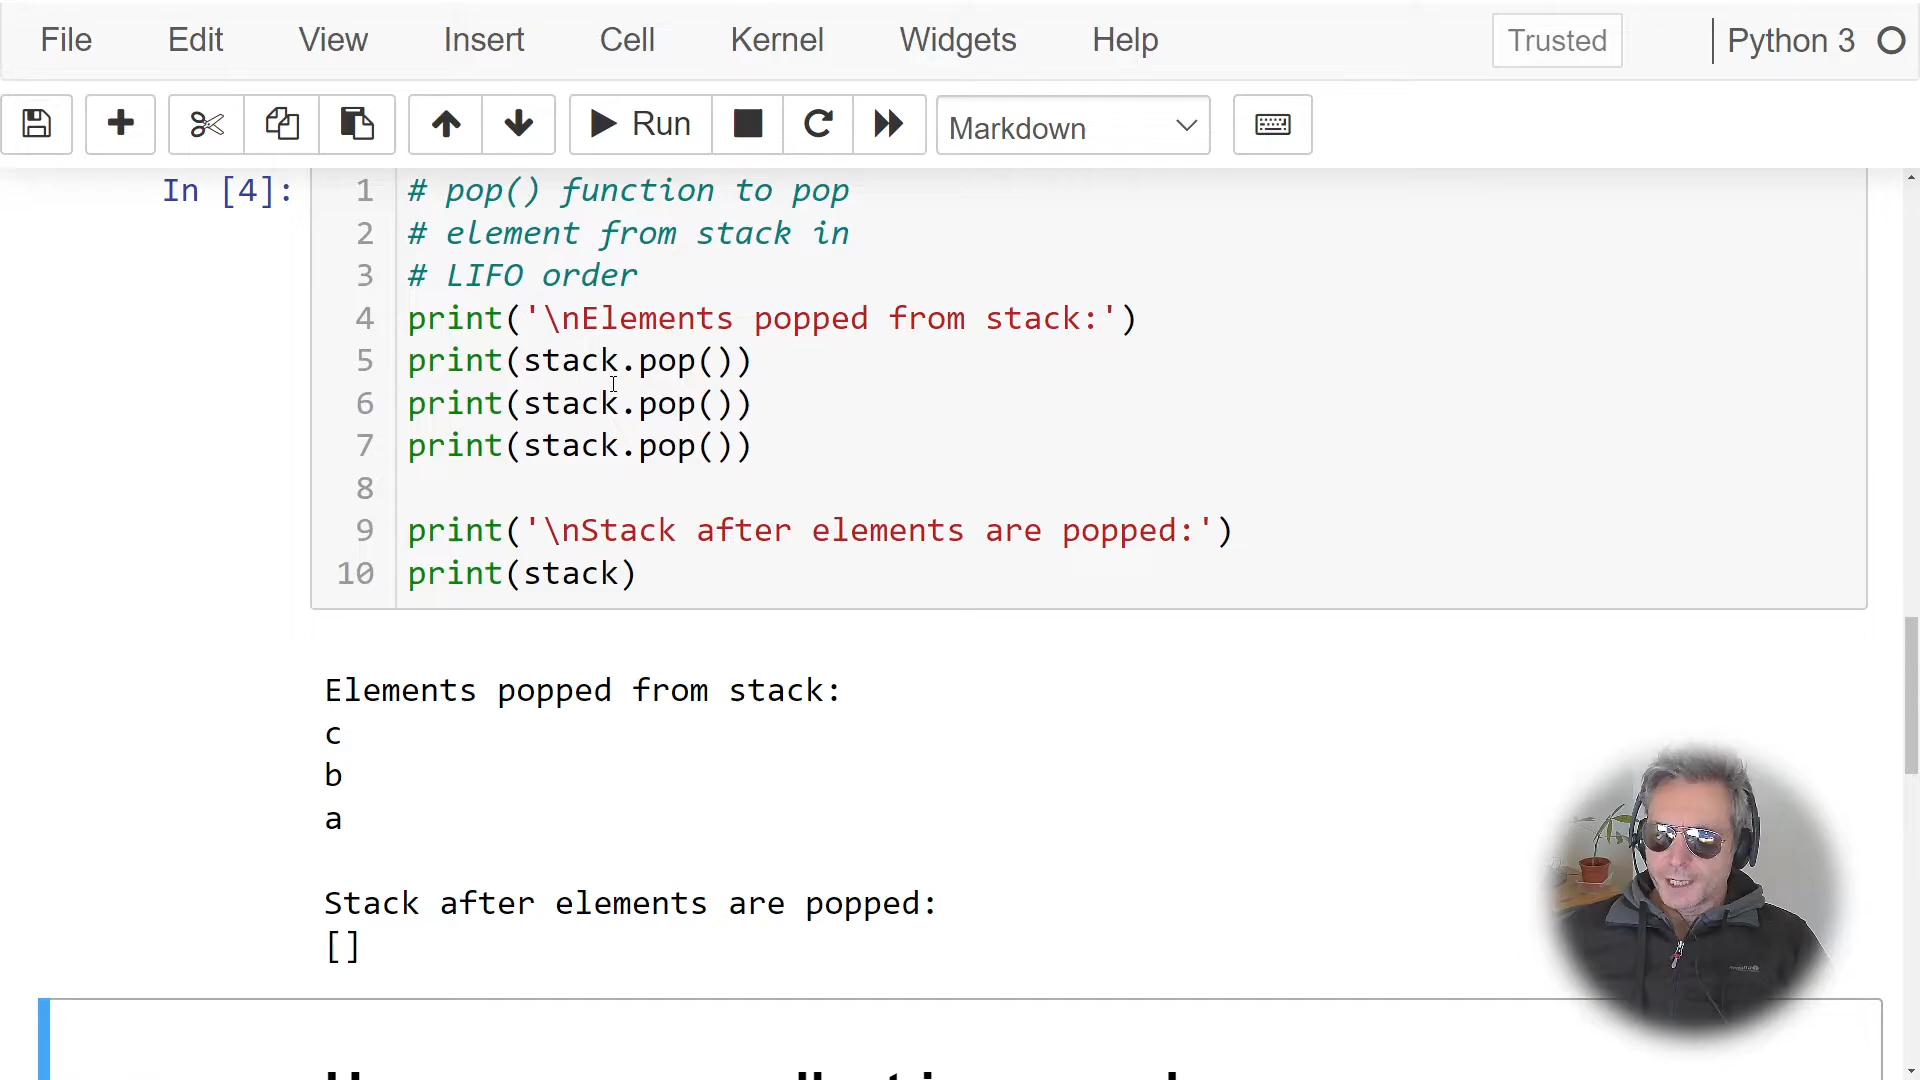 File Edit View Insert Cell Kernel Widgets Help Trusted Python 3
Run Markdown
In [4]:
1 # pop() function to pop
2 # element from stack in
3 # LIFO order
4 print('\nElements popped from stack:')
5 print(stack.pop())
6 print(stack.pop())
7 print(stack.pop())
8
9 print('\nStack after elements are popped:')
10 print(stack)
Elements popped from stack:
c
b
a
Stack after elements are popped:
[]